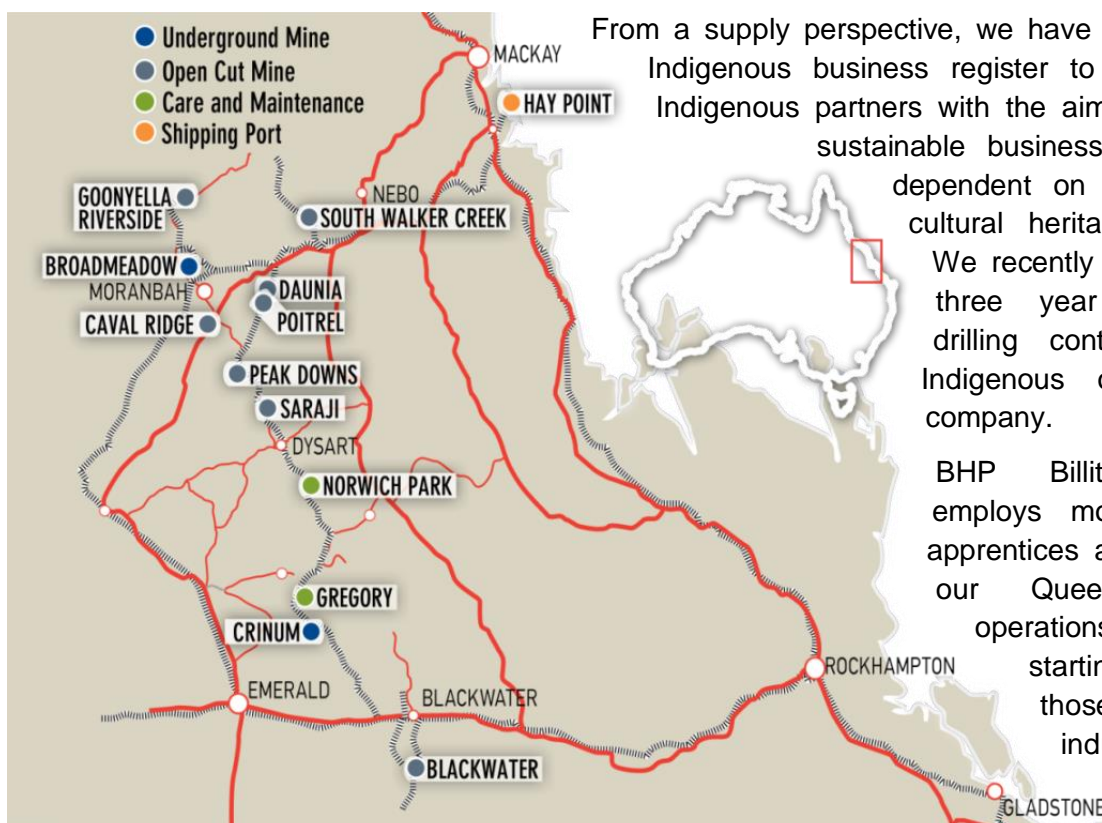 Underground Mine
Open Cut Mine
Care and Maintenance
Shipping Port
MACKAY
HAY POINT
NEBO
GOONYELLA
RIVERSIDE
SOUTH WALKER CREEK
BROADMEADOW
MORANBAH
DAUNIA
POITREL
CAVAL RIDGE
PEAK DOWNS
SARAJI
DYSART
NORWICH PARK
GREGORY
CRINUM
EMERALD
BLACKWATER
BLACKWATER
ROCKHAMPTON
GLADSTONE
From a supply perspective, we have
Indigenous business register to
Indigenous partners with the aim
sustainable business
dependent on
cultural herita
We recently
three year
drilling cont
Indigenous
company.
BHP Billit
employs mo
apprentices a
our Quee
operations
startin
those
ind